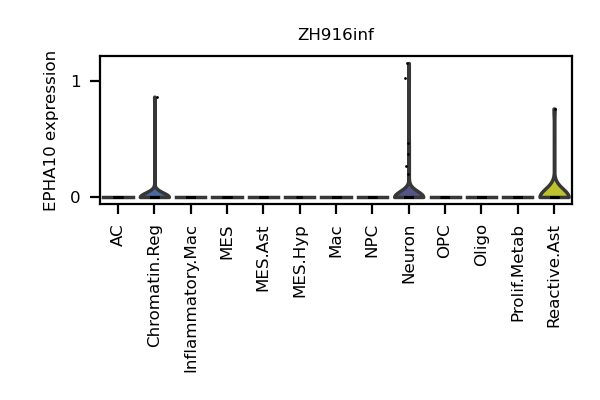 ZH916inf
EPHA10 expression
1
0
AC
Chromatin.Reg
Inflammatory.Mac
MES
MES.Ast
MES.Hyp
Mac
NPC
Neuron
OPC
Oligo
Prolif.Metab
Reactive.Ast